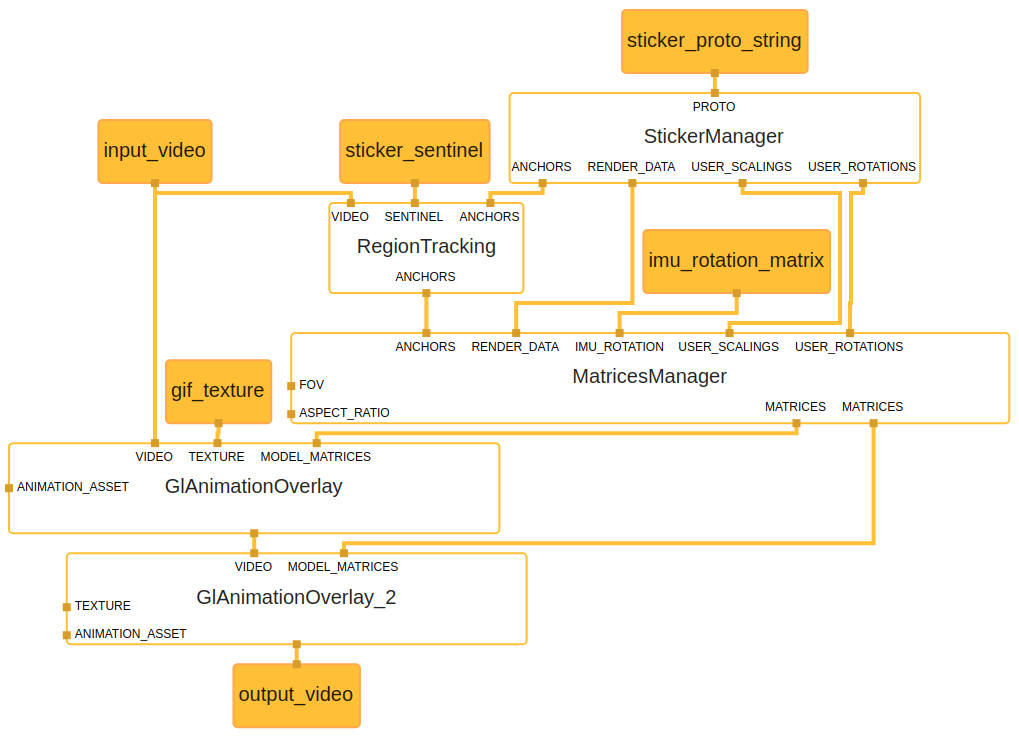 sticker_proto_string
PROTO
StickerManager
ANCHORS RENDER_DATA USER_SCALINGS USER_ROTATIONS
input_video
sticker_sentinel
VIDEO SENTINEL ANCHORS
RegionTracking
ANCHORS
imu_rotation_matrix
ANCHORS RENDER_DATA IMU_ROTATION USER_SCALINGS USER_ROTATIONS
MatricesManager
FOV
ASPECT_RATIO
MATRICES MATRICES
gif_texture
VIDEO TEXTURE MODEL_MATRICES
ANIMATION_ASSET
GlAnimationOverlay
VIDEO MODEL_MATRICES
GlAnimationOverlay_2
TEXTURE
ANIMATION_ASSET
output_video